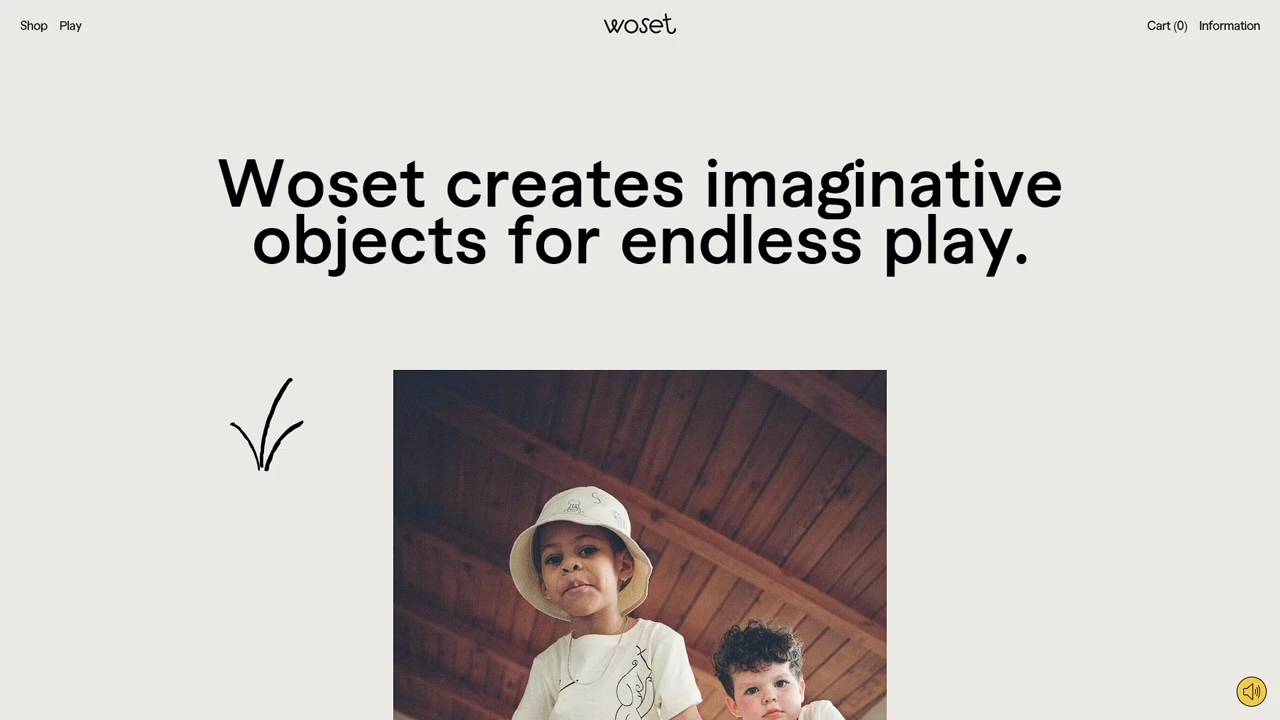 Shop Play woset Cart (0) Information
Woset creates imaginative
objects for endless play.